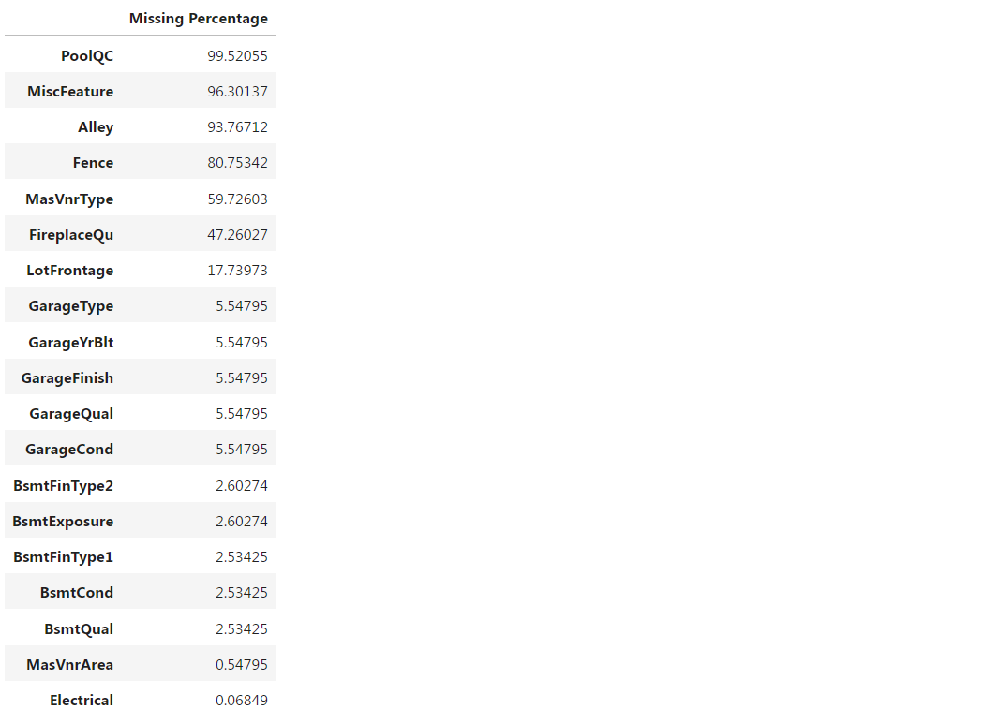 Missing Percentage
PoolQC 99.52055
MiscFeature 96.30137
Alley 93.76712
Fence 80.75342
MasVnrType 59.72603
FireplaceQu 47.26027
LotFrontage 17.73973
GarageType 5.54795
GarageYrBlt 5.54795
GarageFinish 5.54795
GarageQual 5.54795
GarageCond 5.54795
BsmtFinType2 2.60274
BsmtExposure 2.60274
BsmtFinType1 2.53425
BsmtCond 2.53425
BsmtQual 2.53425
MasVnrArea 0.54795
Electrical 0.06849